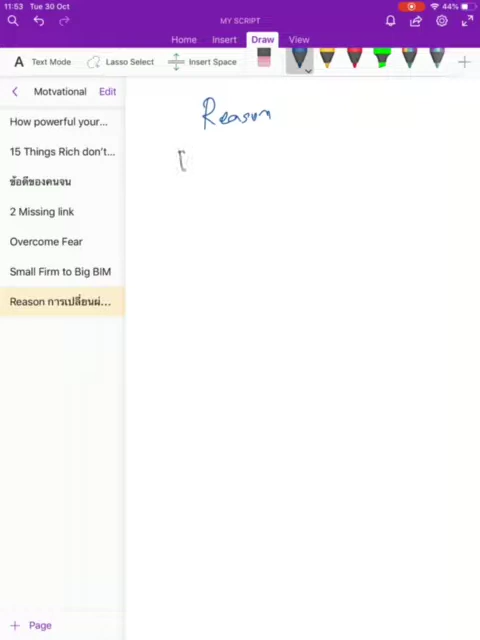 11:53 Tue 30 Oct 44%
MY SCRIPT
Home Insert Draw View
A Text Mode Lasso Select Insert Space
Motvational Edit
Reason
How powerful your...
15 Things Rich don't...
ข้อดีของคนจน
2 Missing link
Overcome Fear
Small Firm to Big BIM
Reason การเปลี่ยนผ่...
+ Page